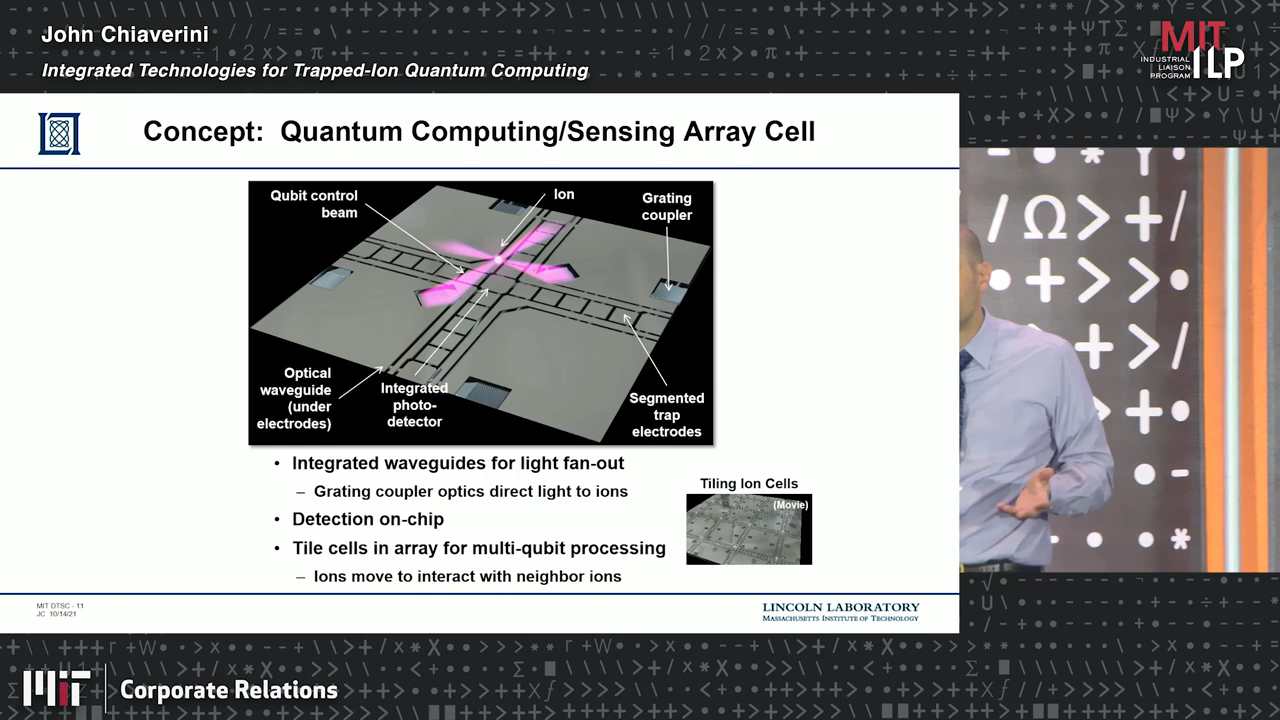 John Chiaverini
Integrated Technologies for Trapped-Ion Quantum Computing
MIT
INDUSTRIAL
LIAISON
PROGRAM
ILP
Concept: Quantum Computing/Sensing Array Cell
Qubit control
beam
Ion
Grating
coupler
Optical
waveguide
(under
electrodes)
Integrated
photo-
detector
Segmented
trap
electrodes
• Integrated waveguides for light fan-out
– Grating coupler optics direct light to ions
• Detection on-chip
• Tile cells in array for multi-qubit processing
– Ions move to interact with neighbor ions
Tiling Ion Cells
(Movie)
MIT DTSC - 11
JC 10/14/21
LINCOLN LABORATORY
MASSACHUSETTS INSTITUTE OF TECHNOLOGY
MIT
Corporate Relations